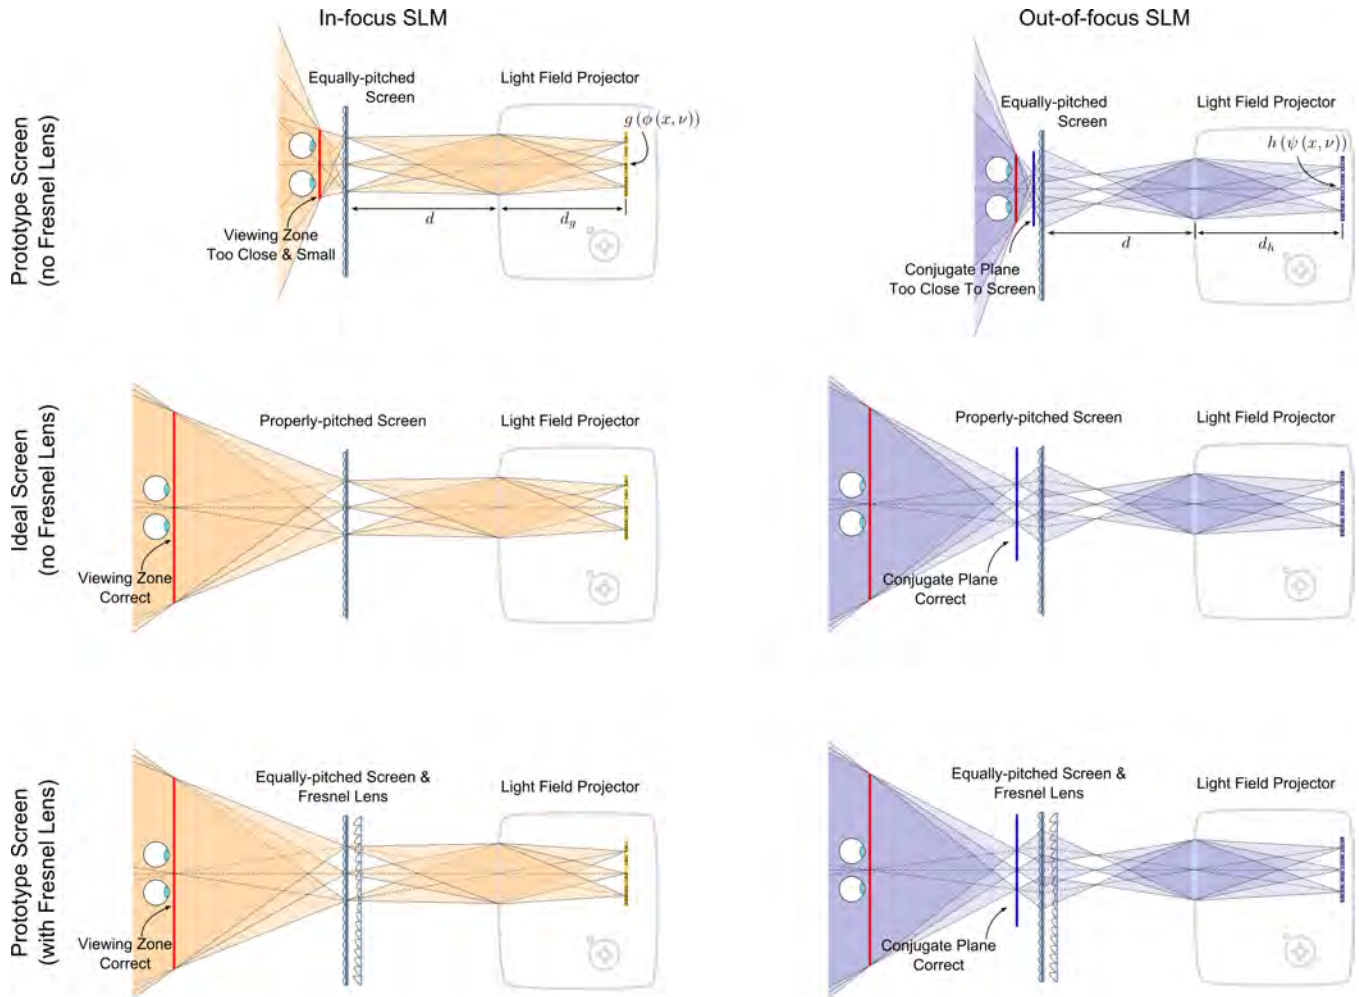 In-focus SLM
Out-of-focus SLM
Prototype Screen
(no Fresnel Lens)
Equally-pitched
Screen
Light Field Projector
g(ϕ(x,ν))
d
d_g
Viewing Zone
Too Close & Small
Equally-pitched
Screen
Light Field Projector
h(ψ(x,ν))
d
d_h
Conjugate Plane
Too Close To Screen
Ideal Screen
(no Fresnel Lens)
Properly-pitched Screen
Light Field Projector
Viewing Zone
Correct
Properly-pitched Screen
Light Field Projector
Conjugate Plane
Correct
Prototype Screen
(with Fresnel Lens)
Equally-pitched Screen &
Fresnel Lens
Light Field Projector
Viewing Zone
Correct
Equally-pitched Screen &
Fresnel Lens
Light Field Projector
Conjugate Plane
Correct